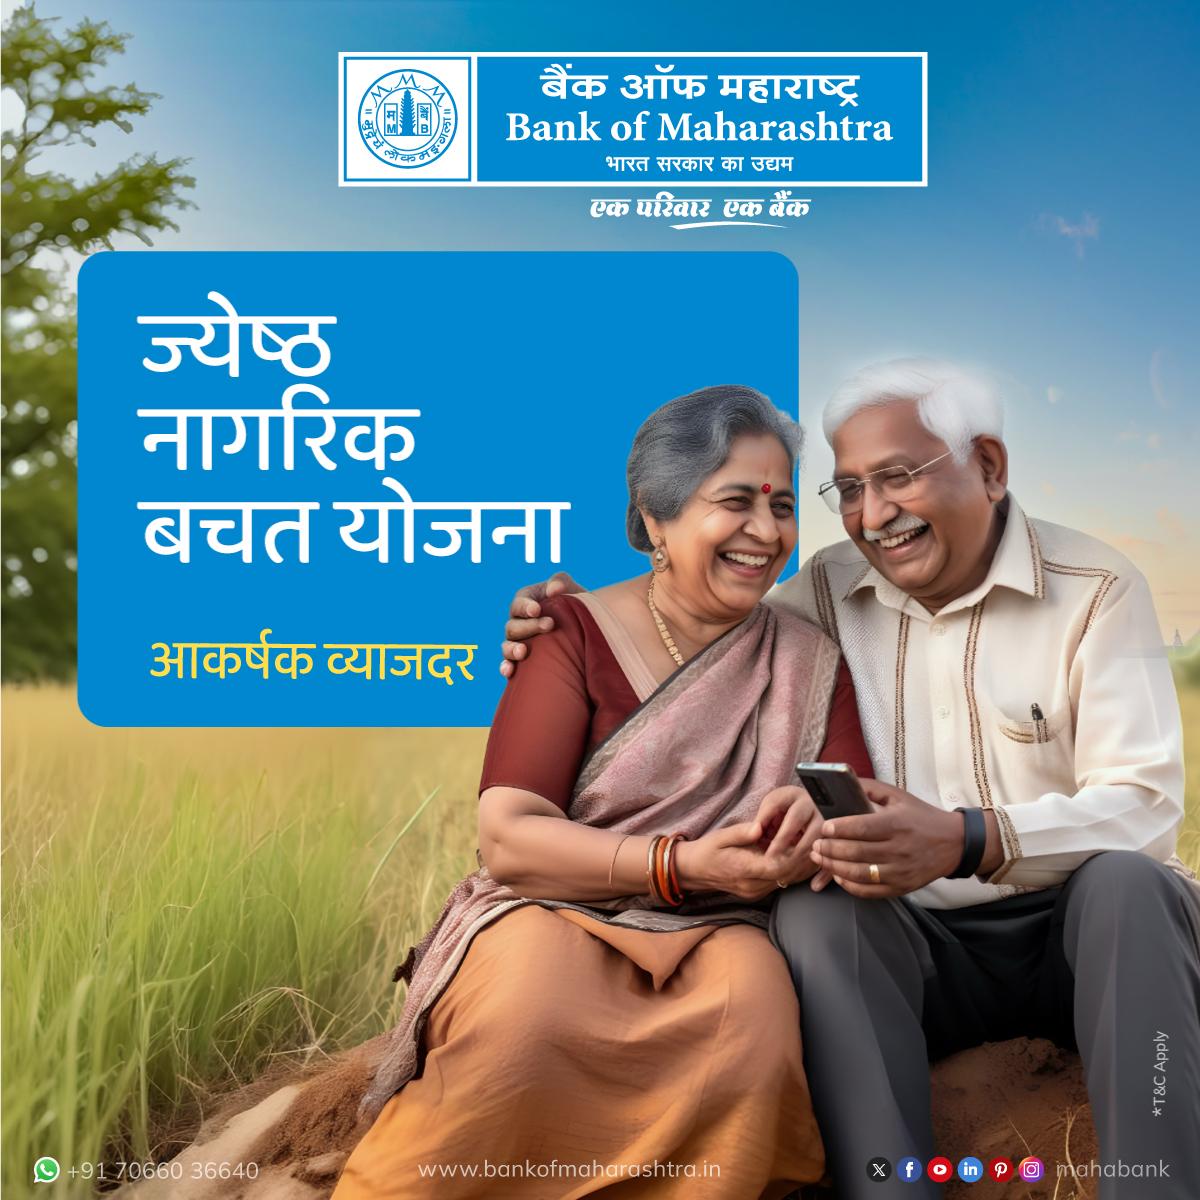 बैंक ऑफ महाराष्ट्र
Bank of Maharashtra
भारत सरकार का उद्यम
एक परिवार एक बैंक
ज्येष्ठ
नागरिक
बचत योजना
आकर्षक व्याजदर
*T&C Apply
+91 70660 36640
www.bankofmaharashtra.in
mahabank